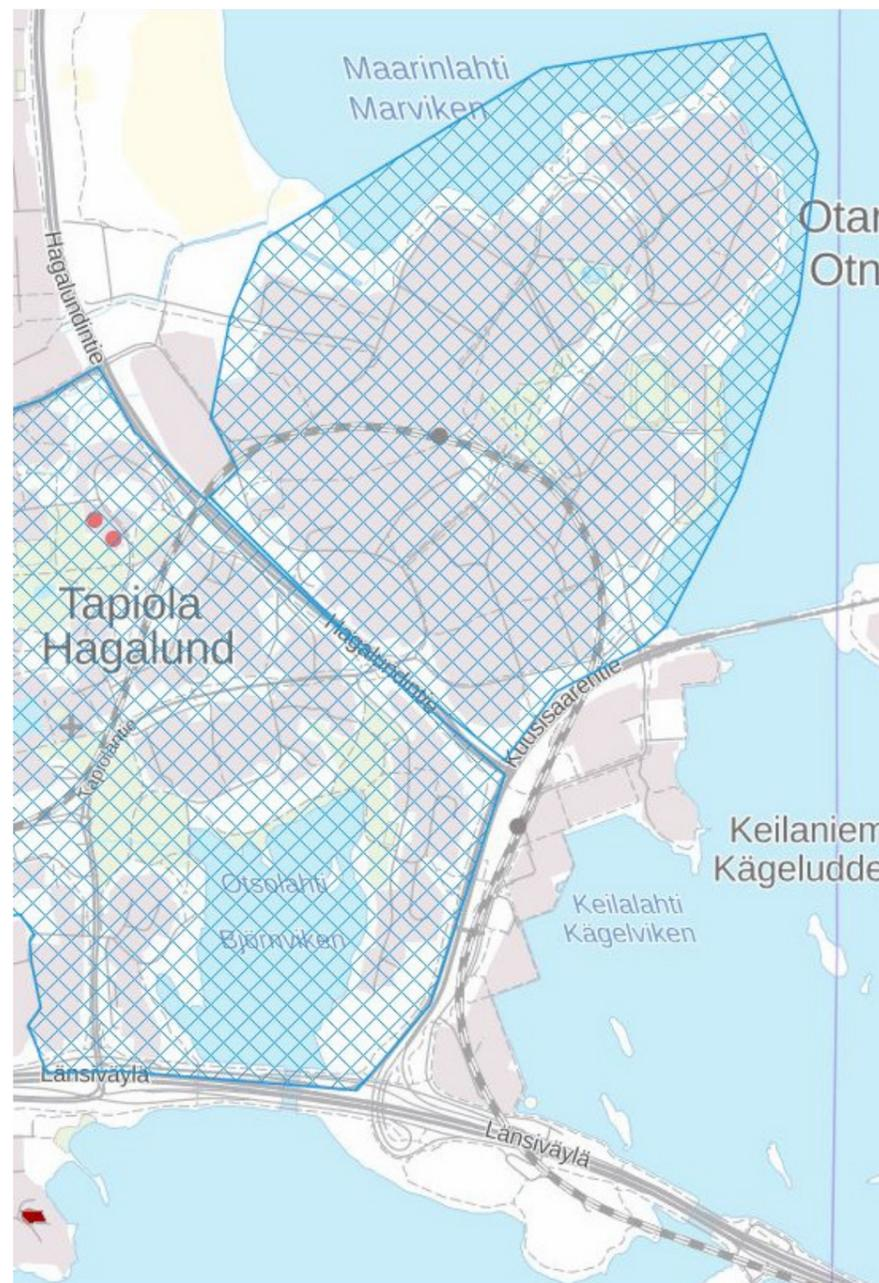 Maarinlahti
Marviken
Otar
Otn
Hagalundintie
Tapiola
Hagalund
Hagalundintie
Kuusisaarentie
Tapiolantie
Keilaniem
Kägeludde
Otsolahti
Björnviken
Keilalahti
Kägelviken
Länsiväylä
Länsiväylä